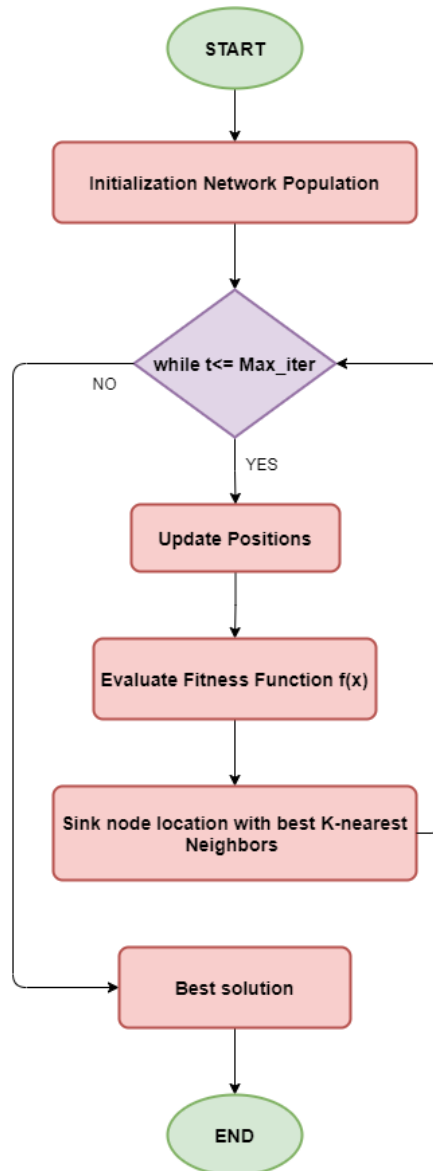 START
Initialization Network Population
while t<= Max_iter
NO
YES
Update Positions
Evaluate Fitness Function f(x)
Sink node location with best K-nearest
Neighbors
Best solution
END